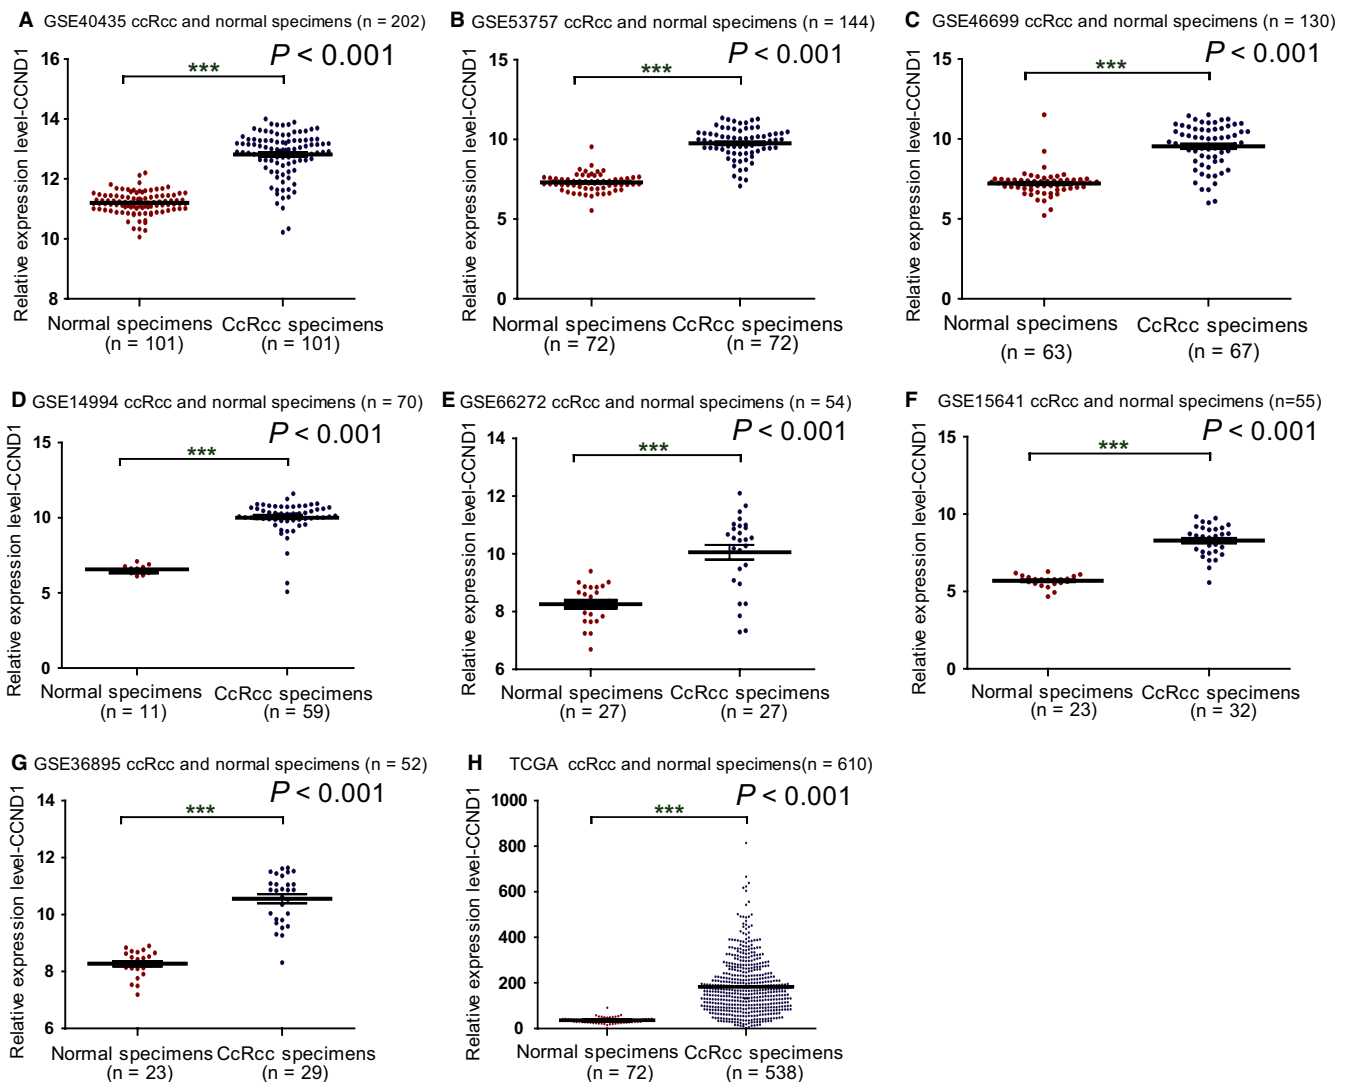 A GSE40435 ccRcc and normal specimens (n = 202)
P < 0.001
***
Relative expression level-CCND1
16
14
12
10
8
Normal specimens
(n = 101)
CcRcc specimens
(n = 101)
B GSE53757 ccRcc and normal specimens (n = 144)
P < 0.001
***
Relative expression level-CCND1
15
10
5
0
Normal specimens
(n = 72)
CcRcc specimens
(n = 72)
C GSE46699 ccRcc and normal specimens (n = 130)
P < 0.001
***
Relative expression level-CCND1
15
10
5
0
Normal specimens
(n = 63)
CcRcc specimens
(n = 67)
D GSE14994 ccRcc and normal specimens (n = 70)
P < 0.001
***
Relative expression level-CCND1
15
10
5
0
Normal specimens
(n = 11)
CcRcc specimens
(n = 59)
E GSE66272 ccRcc and normal specimens (n = 54)
P < 0.001
***
Relative expression level-CCND1
14
12
10
8
6
Normal specimens
(n = 27)
CcRcc specimens
(n = 27)
F GSE15641 ccRcc and normal specimens (n=55)
P < 0.001
***
Relative expression level-CCND1
15
10
5
0
Normal specimens
(n = 23)
CcRcc specimens
(n = 32)
G GSE36895 ccRcc and normal specimens (n = 52)
P < 0.001
***
Relative expression level-CCND1
14
12
10
8
6
Normal specimens
(n = 23)
CcRcc specimens
(n = 29)
H TCGA ccRcc and normal specimens(n = 610)
P < 0.001
***
Relative expression level-CCND1
1000
800
600
400
200
0
Normal specimens
(n = 72)
CcRcc specimens
(n = 538)